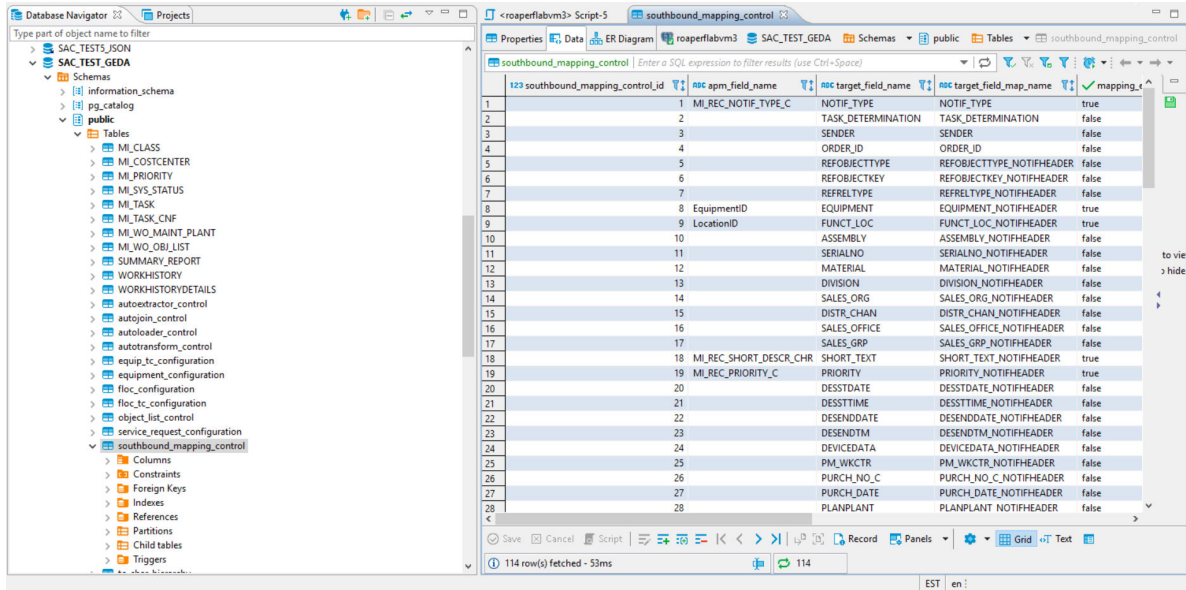 Database Navigator Projects
Type part of object name to filter
SAC_TEST5_JSON
SAC_TEST_GEDA
Schemas
information_schema
pg_catalog
public
Tables
MI_CLASS
MI_COSTCENTER
MI_PRIORITY
MI_SYS_STATUS
MI_TASK
MI_TASK_CNF
MI_WO_MAINT_PLANT
MI_WO_OBJ_LIST
SUMMARY_REPORT
WORKHISTORY
WORKHISTORYDETAILS
autoextractor_control
autojoin_control
autoloader_control
autotransform_control
equip_tc_configuration
equipment_configuration
floc_configuration
floc_tc_configuration
object_list_control
service_request_configuration
southbound_mapping_control
Columns
Constraints
Foreign Keys
Indexes
References
Partitions
Child tables
Triggers
<roaperflabvm3> Script-5 southbound_mapping_control
Properties Data ER Diagram roaperflabvm3 SAC_TEST_GEDA Schemas public Tables southbound_mapping_control
southbound_mapping_control Enter a SQL expression to filter results (use Ctrl+Space)
123 southbound_mapping_control_id ABC apm_field_name ABC target_field_name ABC target_field_map_name mapping_e
1 1 MI_REC_NOTIF_TYPE_C NOTIF_TYPE NOTIF_TYPE true
2 2 TASK_DETERMINATION TASK_DETERMINATION false
3 3 SENDER SENDER false
4 4 ORDER_ID ORDER_ID false
5 5 REFOBJECTTYPE REFOBJECTTYPE_NOTIFHEADER false
6 6 REFOBJECTKEY REFOBJECTKEY_NOTIFHEADER false
7 7 REFRELTYPE REFRELTYPE_NOTIFHEADER false
8 8 EquipmentID EQUIPMENT EQUIPMENT_NOTIFHEADER true
9 9 LocationID FUNCT_LOC FUNCT_LOC_NOTIFHEADER true
10 10 ASSEMBLY ASSEMBLY_NOTIFHEADER false
11 11 SERIALNO SERIALNO_NOTIFHEADER false
12 12 MATERIAL MATERIAL_NOTIFHEADER false
13 13 DIVISION DIVISION_NOTIFHEADER false
14 14 SALES_ORG SALES_ORG_NOTIFHEADER false
15 15 DISTR_CHAN DISTR_CHAN_NOTIFHEADER false
16 16 SALES_OFFICE SALES_OFFICE_NOTIFHEADER false
17 17 SALES_GRP SALES_GRP_NOTIFHEADER false
18 18 MI_REC_SHORT_DESCR_CHR SHORT_TEXT SHORT_TEXT_NOTIFHEADER true
19 19 MI_REC_PRIORITY_C PRIORITY PRIORITY_NOTIFHEADER true
20 20 DESSTDATE DESSTDATE_NOTIFHEADER false
21 21 DESSTTIME DESSTTIME_NOTIFHEADER false
22 22 DESENDDATE DESENDDATE_NOTIFHEADER false
23 23 DESENDTM DESENDTM_NOTIFHEADER false
24 24 DEVICEDATA DEVICEDATA_NOTIFHEADER false
25 25 PM_WKCTR PM_WKCTR_NOTIFHEADER false
26 26 PURCH_NO_C PURCH_NO_C_NOTIFHEADER false
27 27 PURCH_DATE PURCH_DATE_NOTIFHEADER false
28 28 PLANPLANT PLANPLANT_NOTIFHEADER false
to vie
hide
Save Cancel Script Record Panels Grid Text
114 row(s) fetched - 53ms 114
EST en